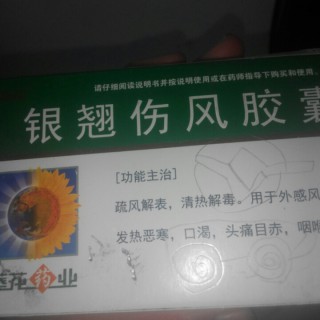 请仔细阅读说明书并按说明使用或在药师指导下购买和使用
银翘伤风胶囊
[功能主治]
疏风解表，清热解毒。用于外感风
发热恶寒，口渴，头痛目赤，咽喉
花药业